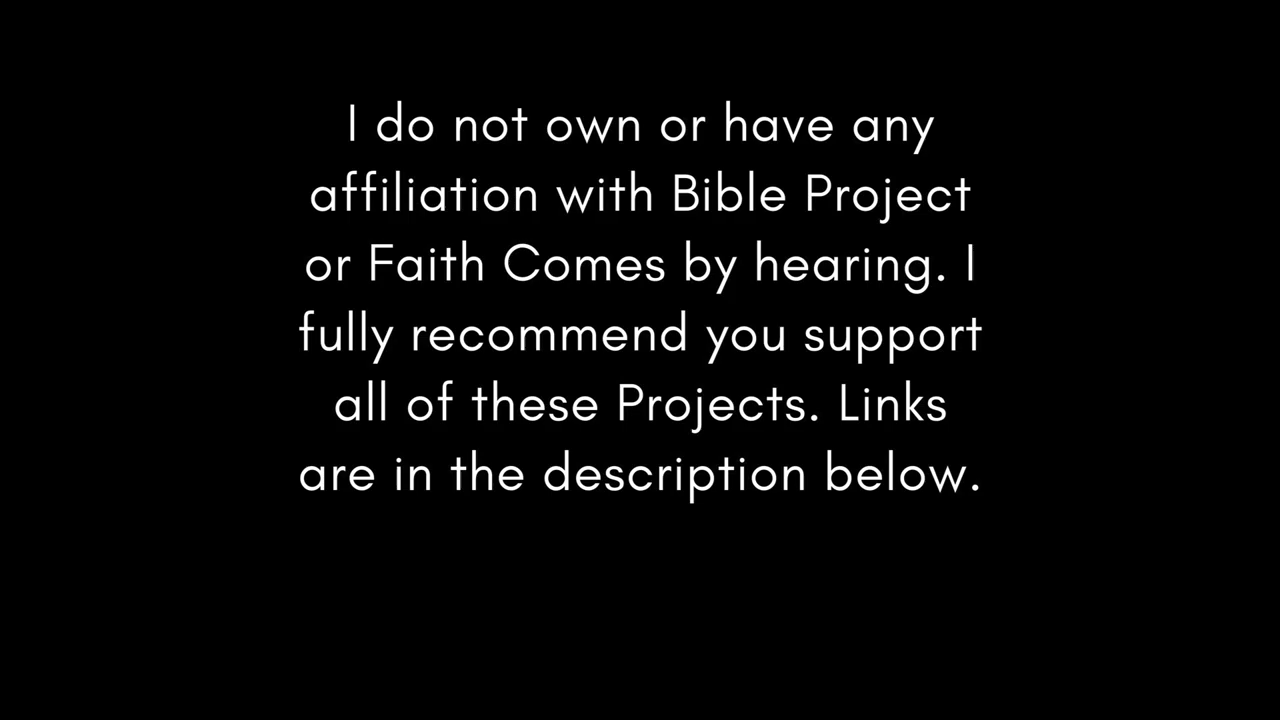 I do not own or have any
affiliation with Bible Project
or Faith Comes by hearing. I
fully recommend you support
all of these Projects. Links
are in the description below.